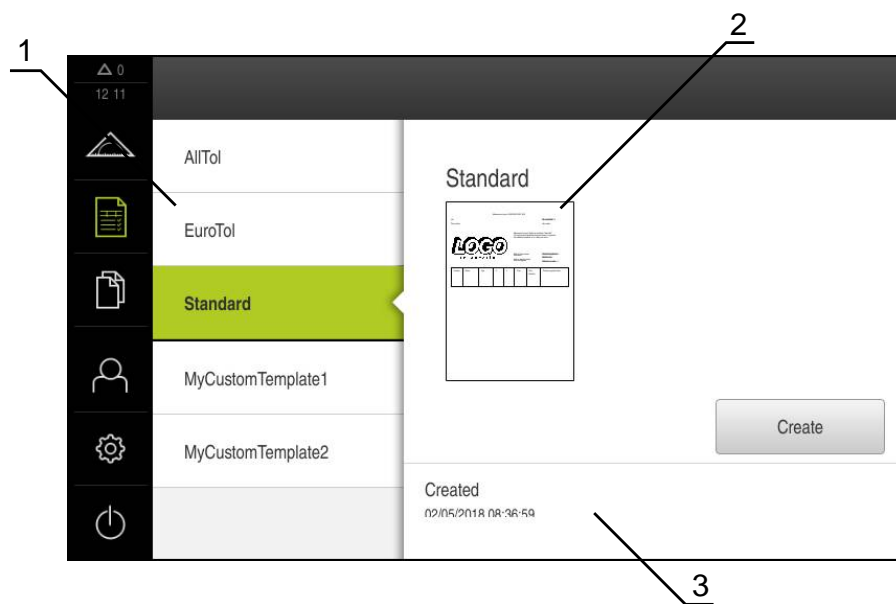 1
2
0
12 11
AllTol
EuroTol
Standard
MyCustomTemplate1
MyCustomTemplate2
Standard
LOGO
Create
Created
02/05/2018 08:36:59
3